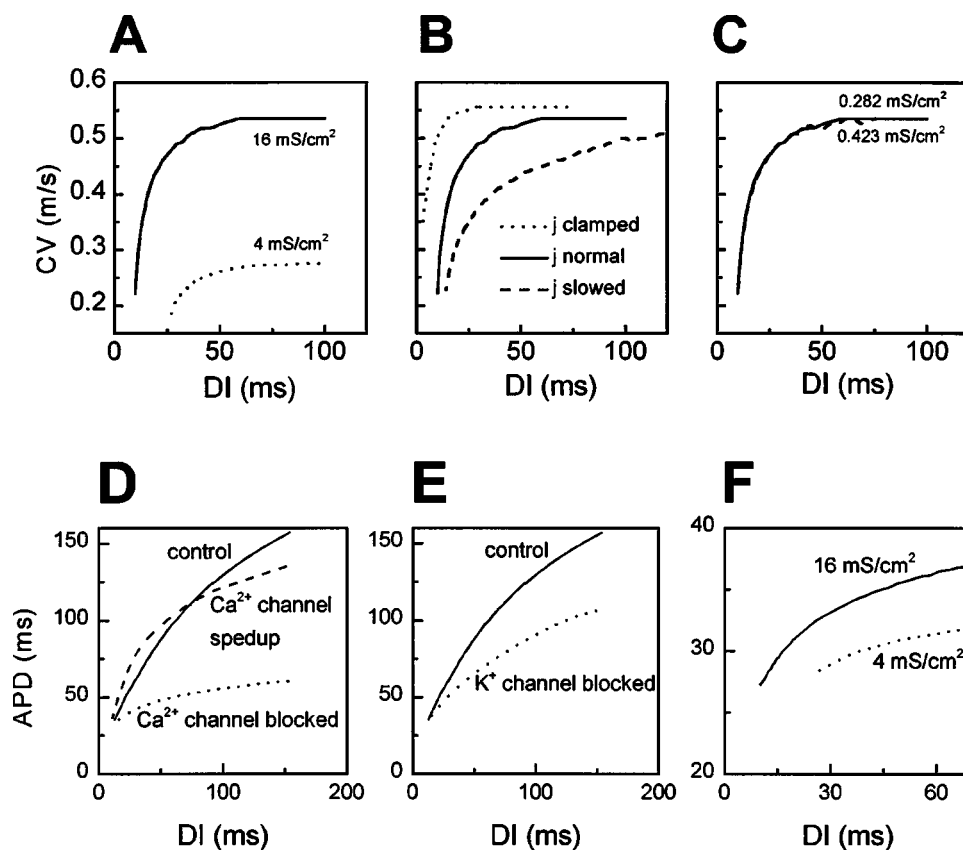 A
B
C
0.6
0.5
0.4
0.3
0.2
CV (m/s)
16 mS/cm²
4 mS/cm²
0
50
100
DI (ms)
j clamped
j normal
j slowed
0
50
100
DI (ms)
0.282 mS/cm²
0.423 mS/cm²
0
50
100
DI (ms)
D
E
F
150
100
50
0
APD (ms)
control
Ca²⁺ channel
spedup
Ca²⁺ channel blocked
0
100
200
DI (ms)
150
100
50
0
control
K⁺ channel blocked
0
100
200
DI (ms)
40
30
20
16 mS/cm²
4 mS/cm²
0
30
60
DI (ms)